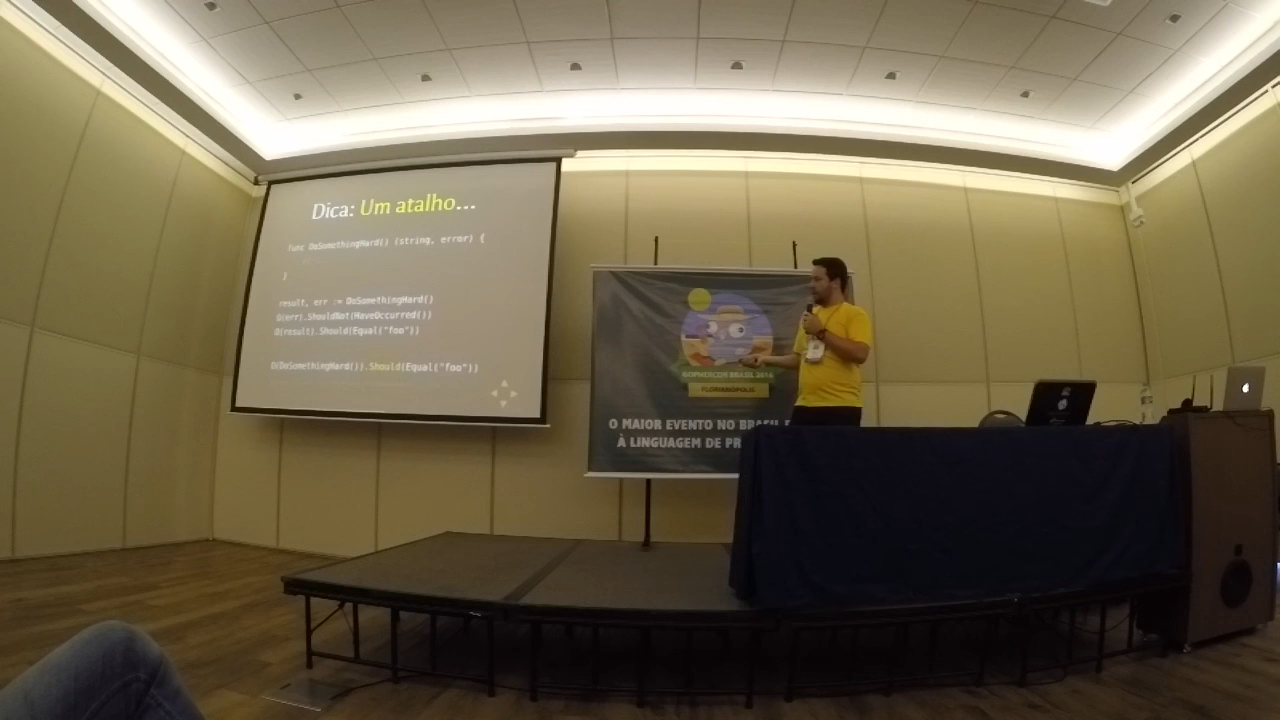 Dica: Um atalho...
func DoSomethingHard() (string, error) {
}
result, err := DoSomethingHard()
Ω(err).ShouldNot(HaveOccurred())
Ω(result).Should(Equal("foo"))
Ω(DoSomethingHard()).Should(Equal("foo"))
GOPHERCON BRASIL 2016
FLORIANÓPOLIS
O MAIOR EVENTO NO BRASIL
À LINGUAGEM DE